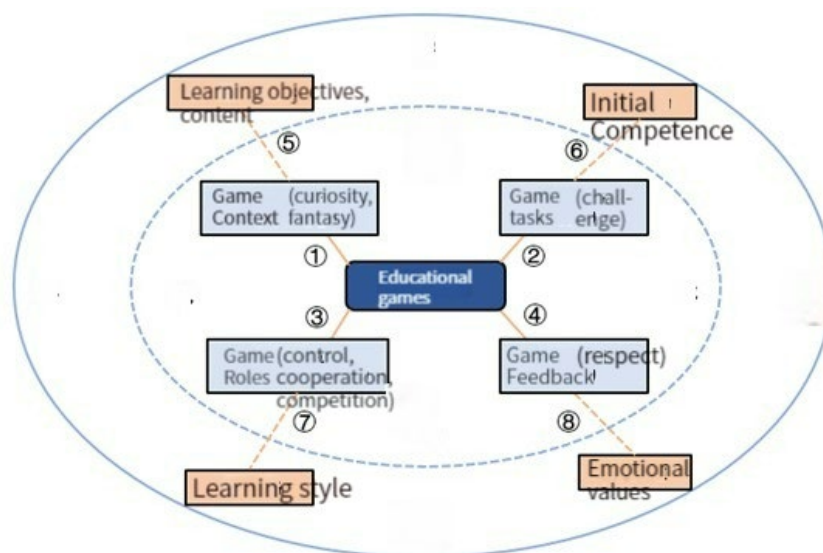 Learning objectives,
content
Initial
Competence
⑤
⑥
Game (curiosity,
Context fantasy)
Game (chall-
tasks enge)
①
②
Educational
games
③
④
Game (control,
Roles cooperation,
competition)
Game (respect)
Feedback
⑦
⑧
Learning style
Emotional
values